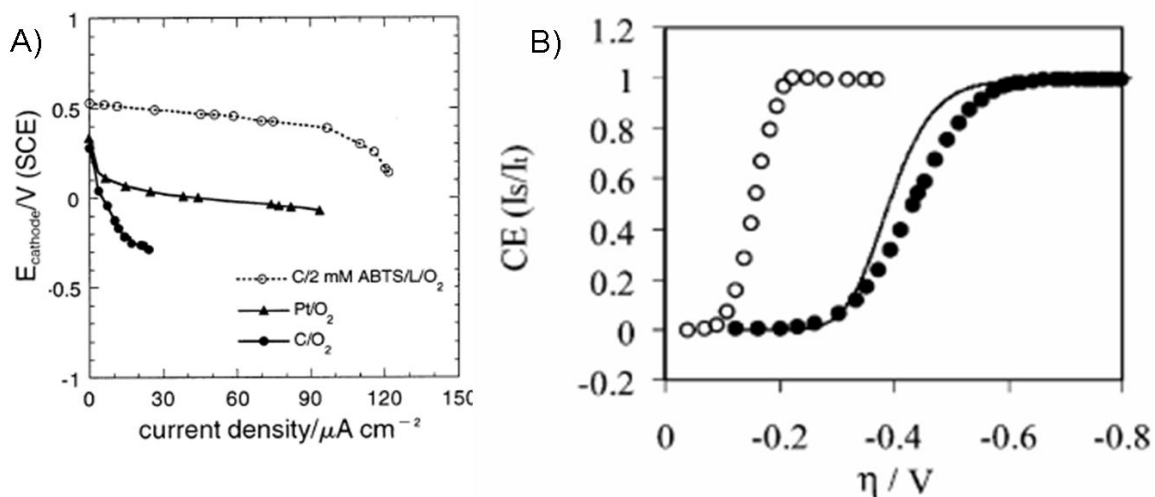 A)
E_cathode/V (SCE)
1
0.5
0
-0.5
-1
C/2 mM ABTS/L/O₂
Pt/O₂
C/O₂
0 30 60 90 120 150
current density/μA cm⁻²
B)
CE (Is/It)
1.2
1
0.8
0.6
0.4
0.2
0
-0.2
0 -0.2 -0.4 -0.6 -0.8
η / V